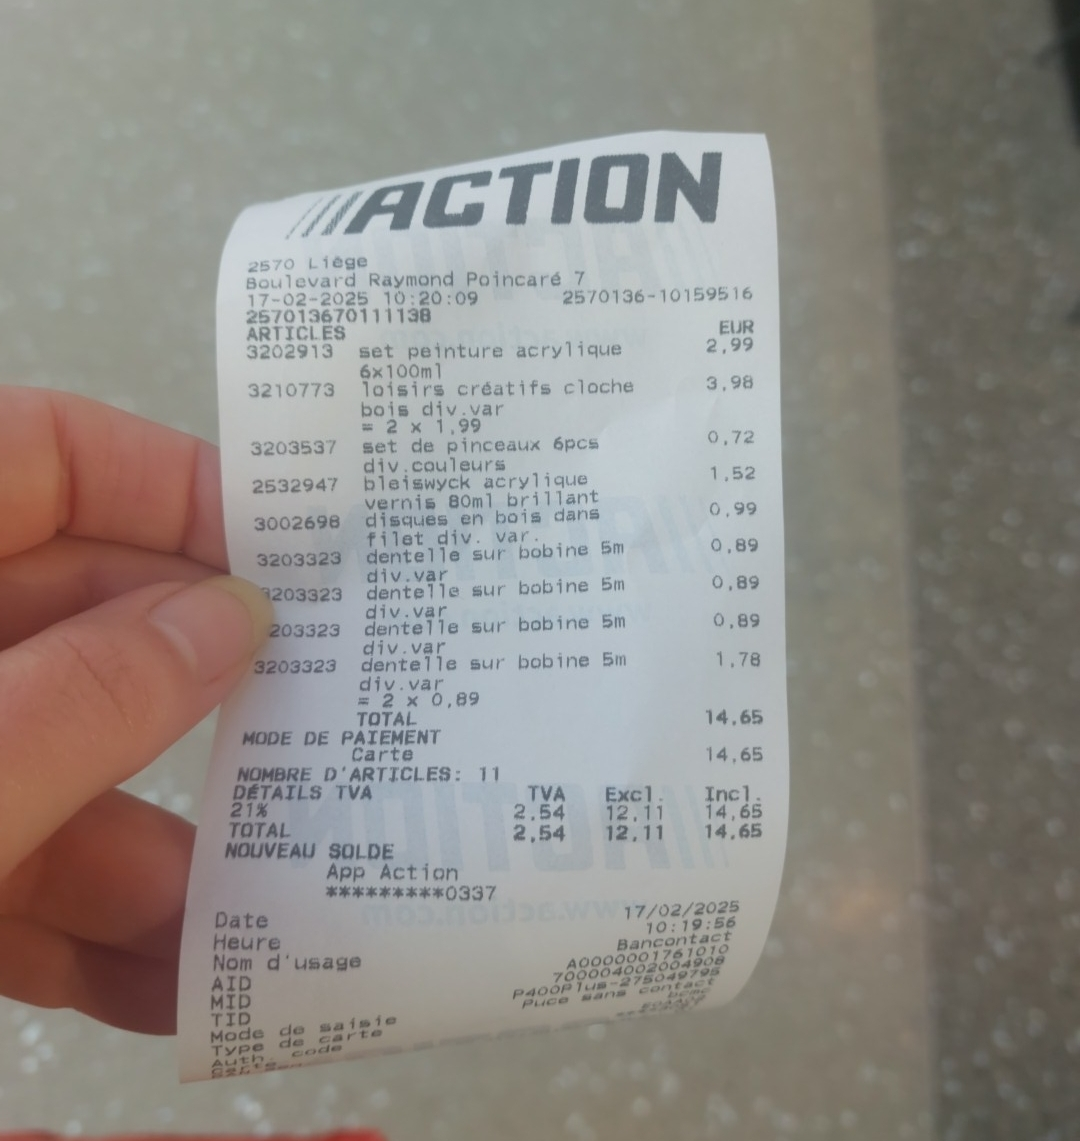 ///ACTION
2570 Liège
Boulevard Raymond Poincaré 7
17-02-2025 10:20:09 2570136-10159516
257013670111138
ARTICLES EUR
3202913 set peinture acrylique 2,99
6x100ml
3210773 loisirs créatifs cloche 3,98
bois div.var
= 2 x 1,99
3203537 set de pinceaux 6pcs 0,72
div.couleurs
2532947 bleiswyck acrylique 1,52
vernis 80ml brillant
3002698 disques en bois dans 0,99
filet div. var.
3203323 dentelle sur bobine 5m 0,89
div.var
3203323 dentelle sur bobine 5m 0,89
div.var
203323 dentelle sur bobine 5m 0,89
div.var
3203323 dentelle sur bobine 5m 1,78
div.var
= 2 x 0,89
TOTAL 14,65
MODE DE PAIEMENT
Carte 14,65
NOMBRE D'ARTICLES: 11
DÉTAILS TVA TVA Excl. Incl.
21% 2,54 12,11 14,65
TOTAL 2,54 12,11 14,65
NOUVEAU SOLDE
App Action
*********0337
Date 17/02/2025
Heure 10:19:56
Nom d'usage Bancontact
AID A0000001761010
MID 700004002004908
TID P400Plus-275049795
Mode de saisie Puce sans contact
Type de carte bcmc
Auth. code